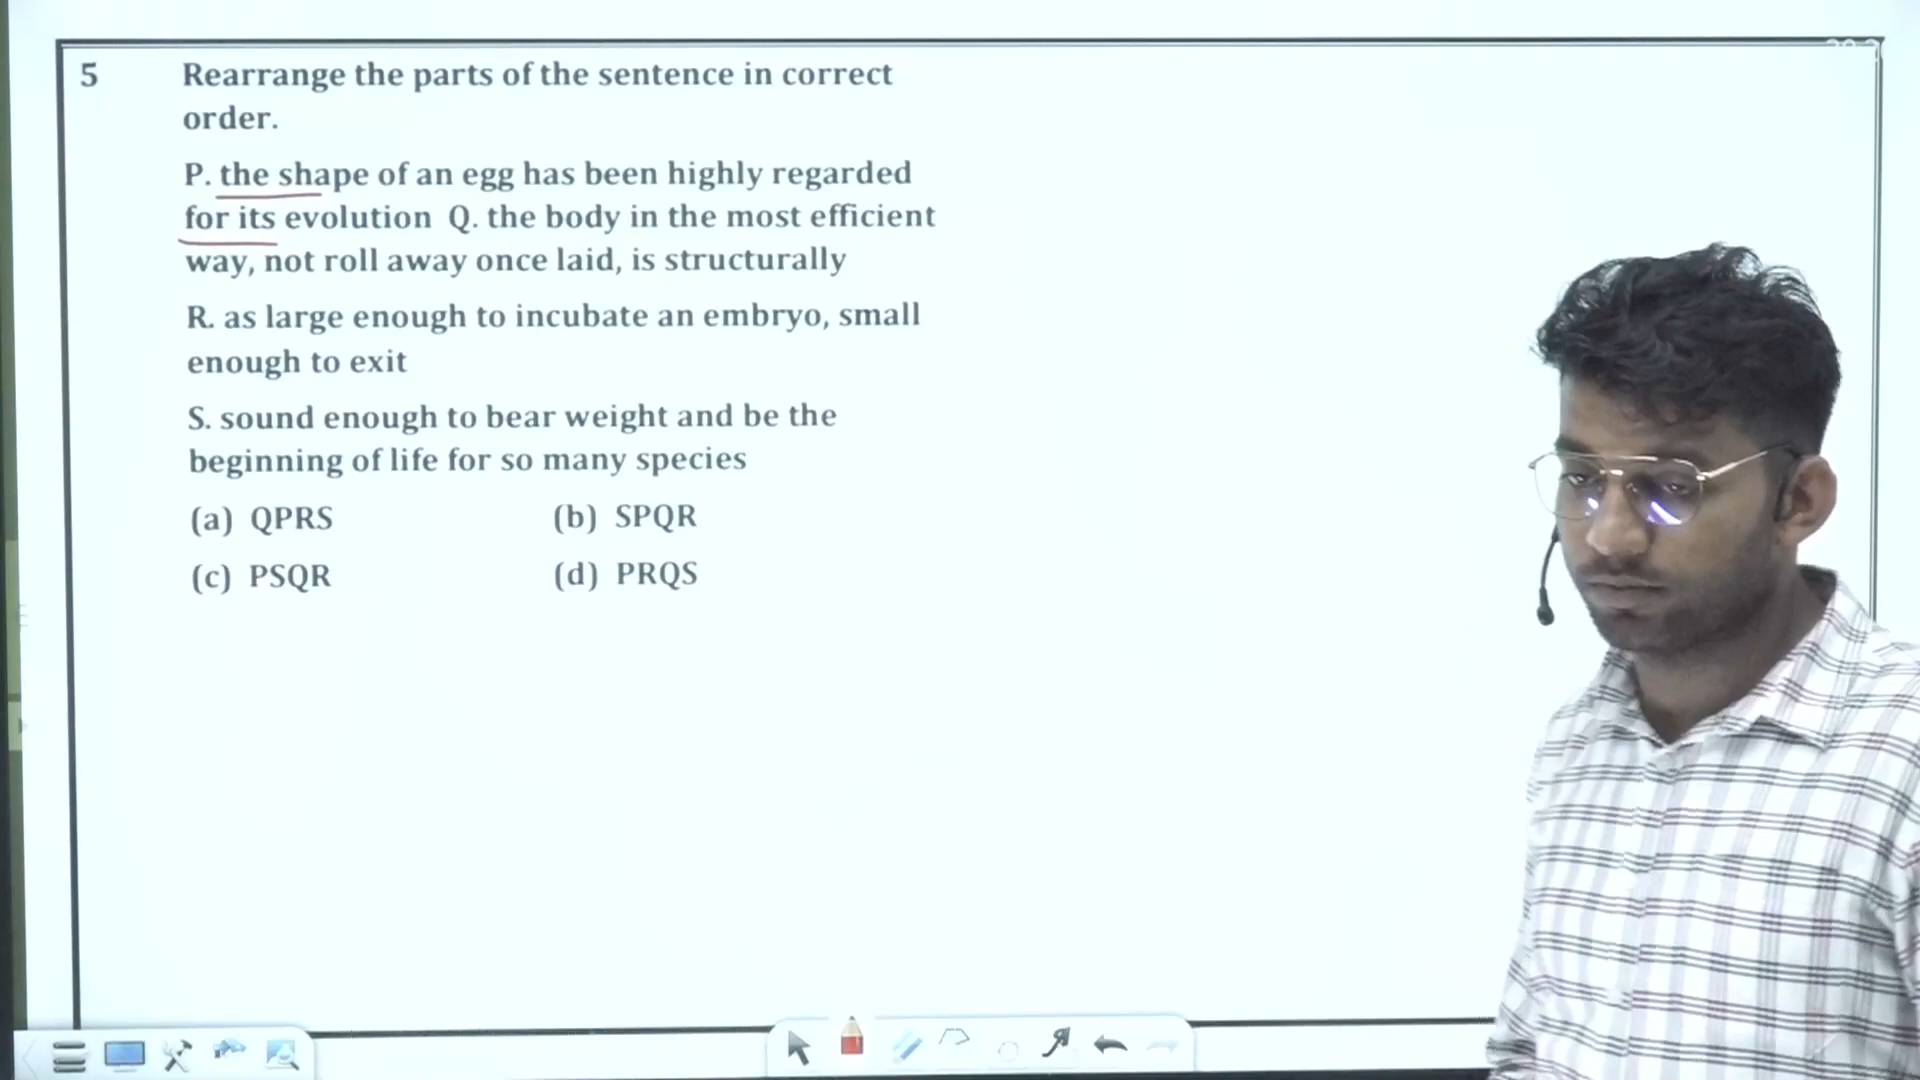 5 Rearrange the parts of the sentence in correct
order.
P. the shape of an egg has been highly regarded
for its evolution Q. the body in the most efficient
way, not roll away once laid, is structurally
R. as large enough to incubate an embryo, small
enough to exit
S. sound enough to bear weight and be the
beginning of life for so many species
(a) QPRS (b) SPQR
(c) PSQR (d) PRQS